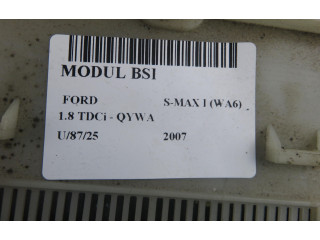 MODUL BSI
FORD S-MAX I (WA6)
1.8 TDCi - QYWA
U/87/25 2007